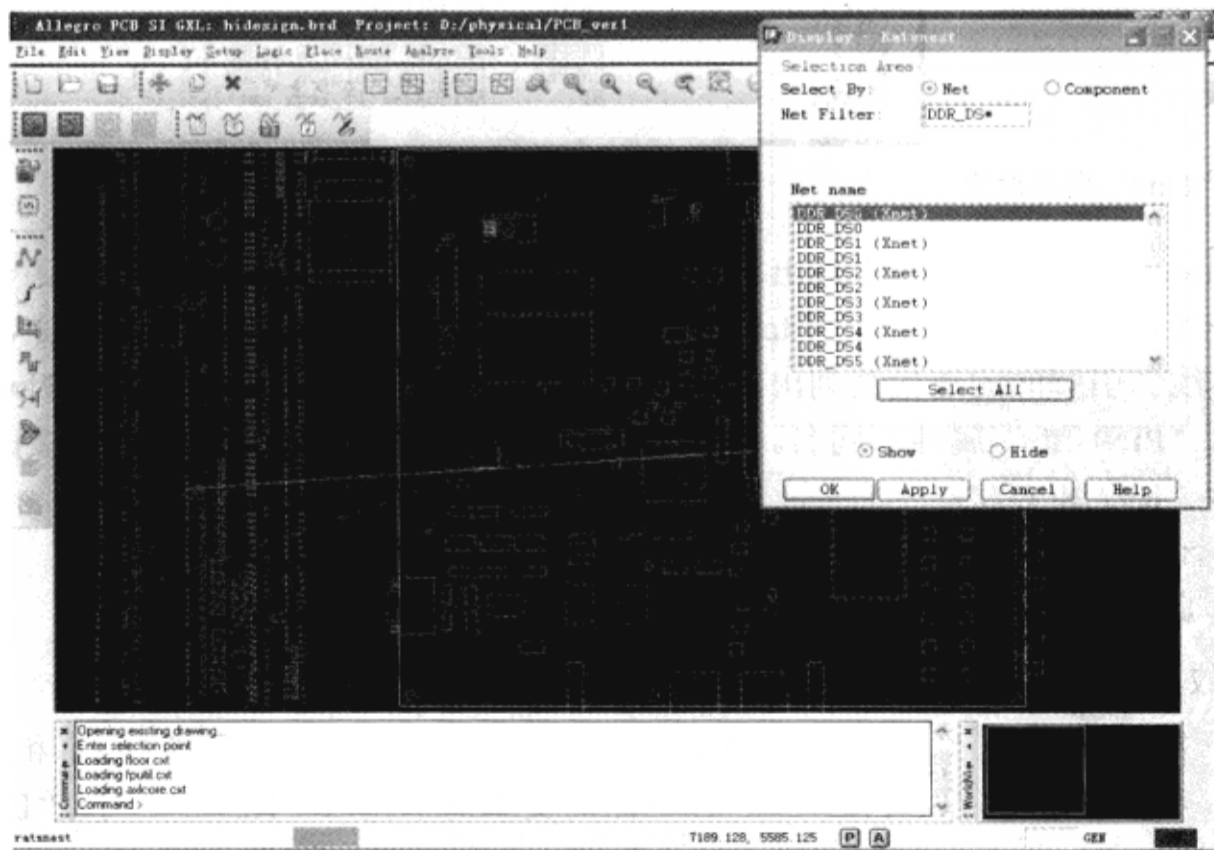 Allegro PCB SI GXL: hidesign.brd Project: D:/physical/PCB_ver1
File Edit View Display Setup Logic Place Route Analyze Tools Help
Display - Ratsnest
Selection Area
Select By: Net Component
Net Filter: DDR_DS*
Net name
DDR_DS0 (Xnet)
DDR_DS0
DDR_DS1 (Xnet)
DDR_DS1
DDR_DS2 (Xnet)
DDR_DS2
DDR_DS3 (Xnet)
DDR_DS3
DDR_DS4 (Xnet)
DDR_DS4
DDR_DS5 (Xnet)
Select All
Show Hide
OK Apply Cancel Help
Opening existing drawing...
Enter selection point
Loading floor.cxt
Loading fputil.cxt
Loading axlcore.cxt
Command >
Command
WorldView
ratsnest 7189.128, 5585.125 P A GEN